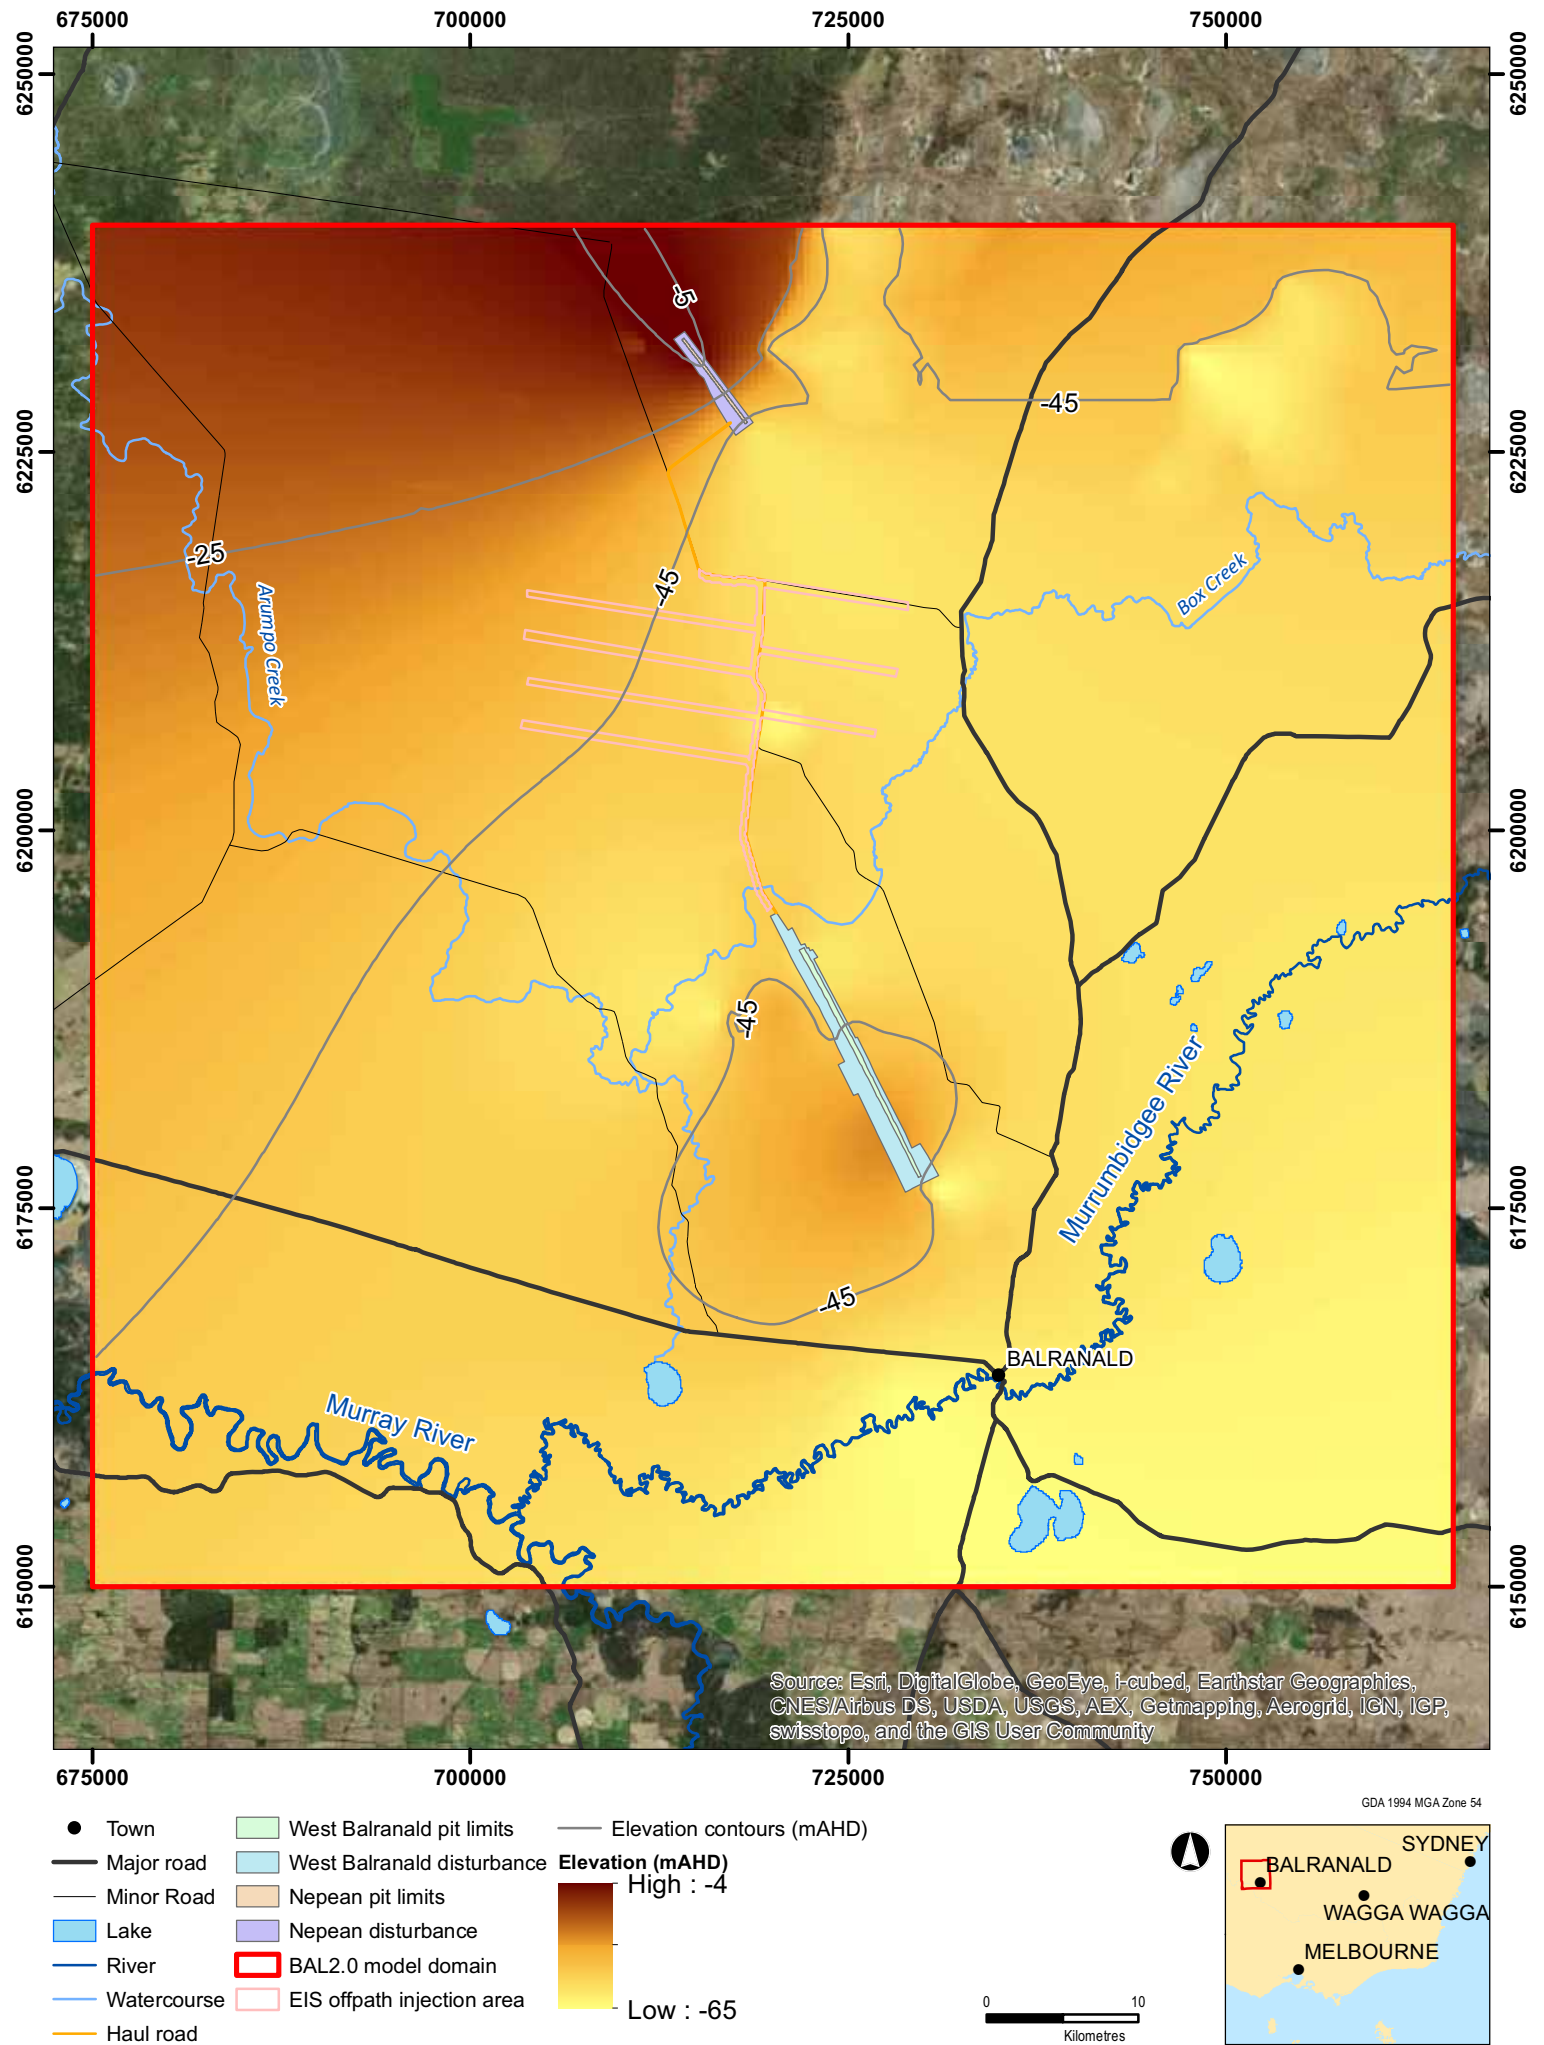 675000
700000
725000
750000
6250000
6250000
-5
-45
6225000
6225000
-25
-45
Box Creek
Arumpo Creek
6200000
6200000
-45
Murrumbidgee River
6175000
6175000
-45
BALRANALD
Murray River
6150000
6150000
Source: Esri, DigitalGlobe, GeoEye, i-cubed, Earthstar Geographics,
CNES/Airbus DS, USDA, USGS, AEX, Getmapping, Aerogrid, IGN, IGP,
swisstopo, and the GIS User Community
675000
700000
725000
750000
GDA 1994 MGA Zone 54
Town
Major road
Minor Road
Lake
River
Watercourse
Haul road
West Balranald pit limits
West Balranald disturbance
Nepean pit limits
Nepean disturbance
BAL2.0 model domain
EIS offpath injection area
Elevation contours (mAHD)
Elevation (mAHD)
High : -4
Low : -65
0
10
Kilometres
SYDNEY
BALRANALD
WAGGA WAGGA
MELBOURNE